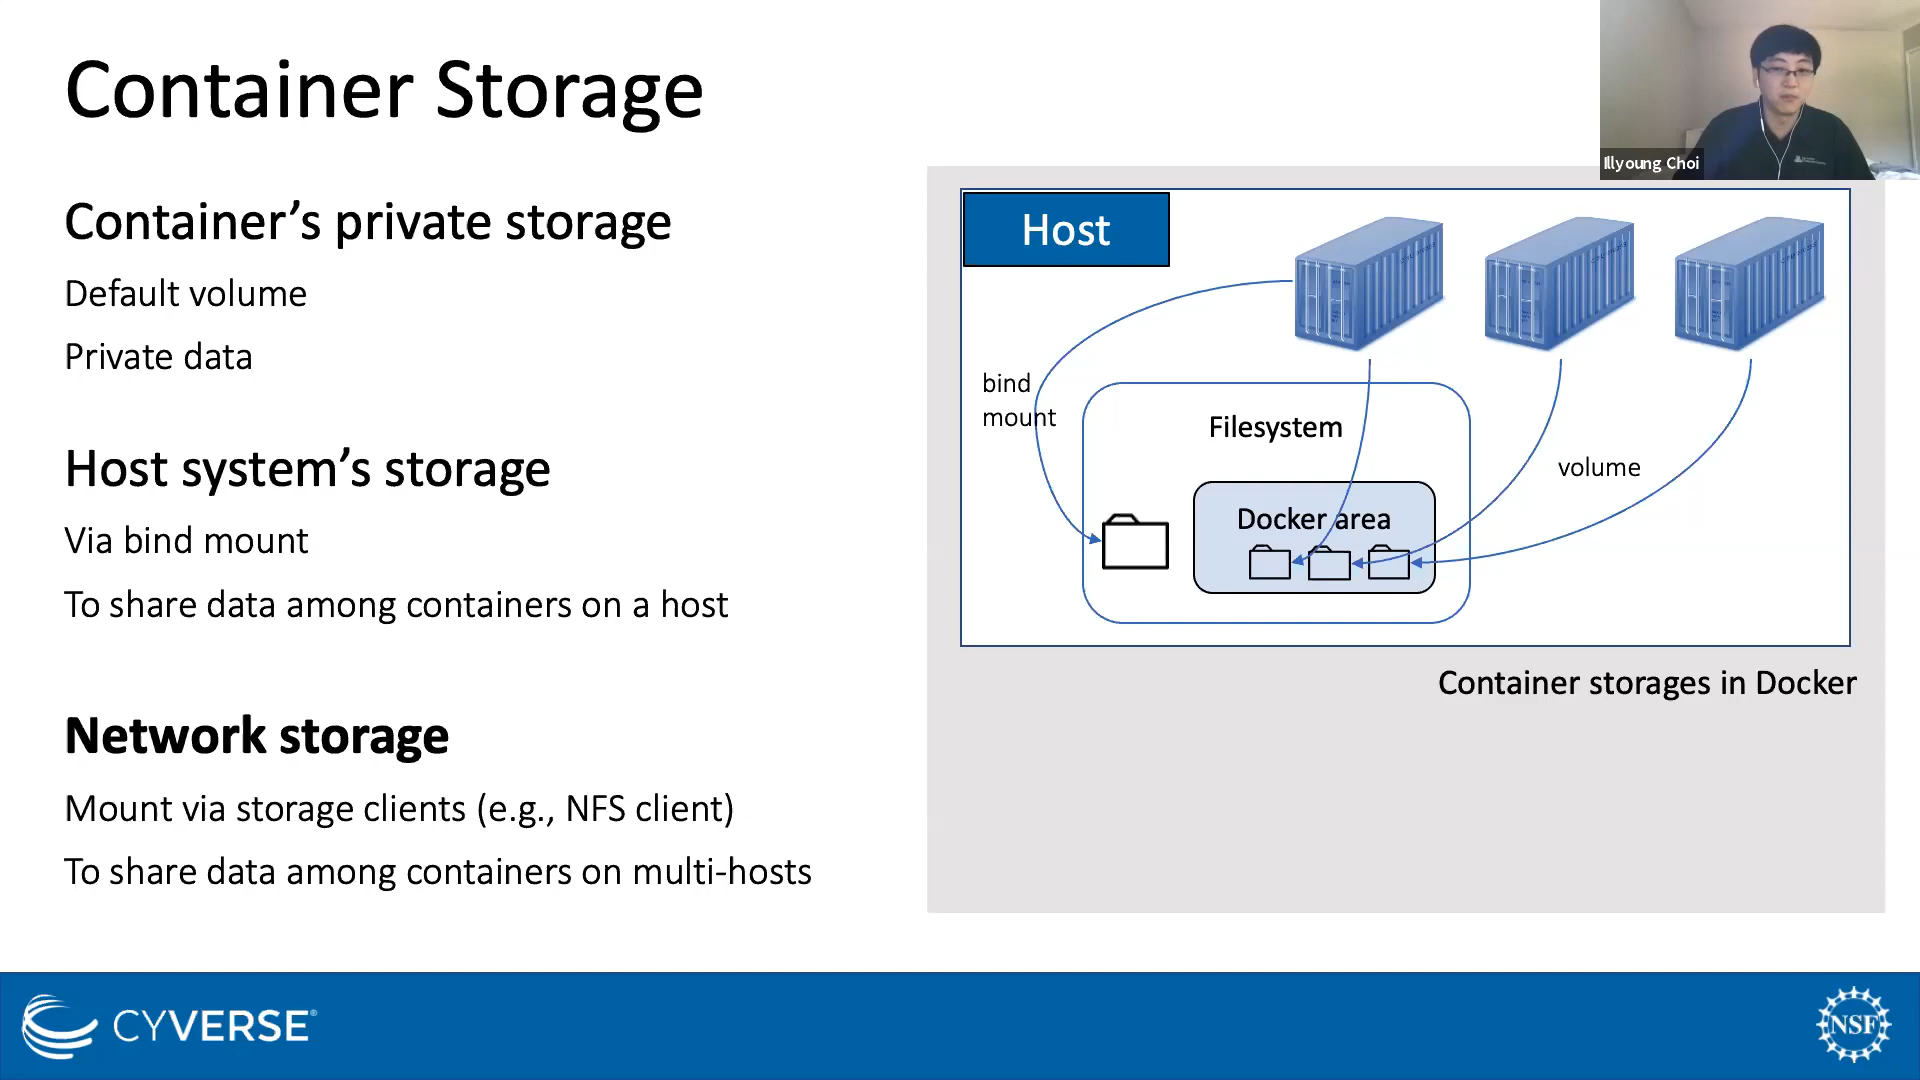 Container Storage
Illyoung Choi
Container's private storage
Default volume
Private data
Host system's storage
Via bind mount
To share data among containers on a host
Network storage
Mount via storage clients (e.g., NFS client)
To share data among containers on multi-hosts
Host
bind
mount
Filesystem
volume
Docker area
Container storages in Docker
CYVERSE®
NSF